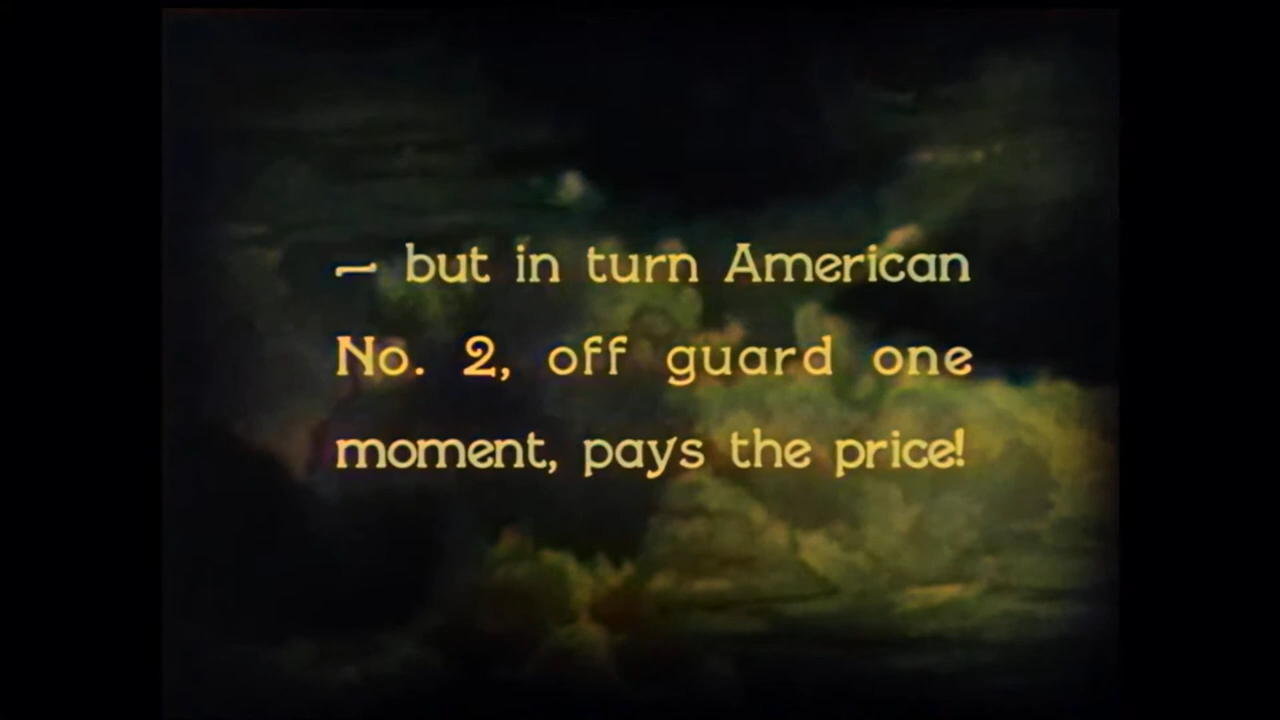 — but in turn American
No. 2, off guard one
moment, pays the price!